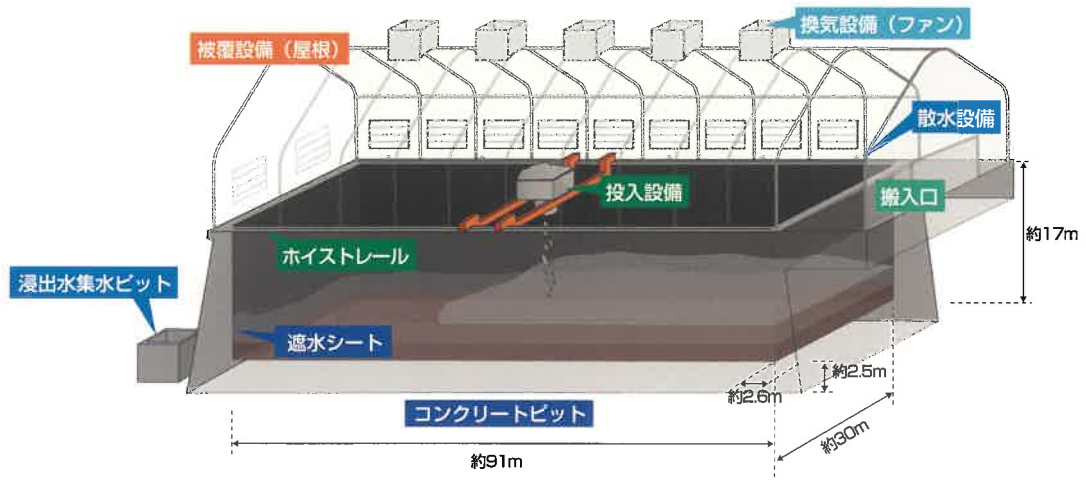 換気設備（ファン）
被覆設備（屋根）
散水設備
投入設備
搬入口
約17m
ホイストレール
浸出水集水ピット
遮水シート
約2.5m
約2.6m
コンクリートピット
約30m
約91m